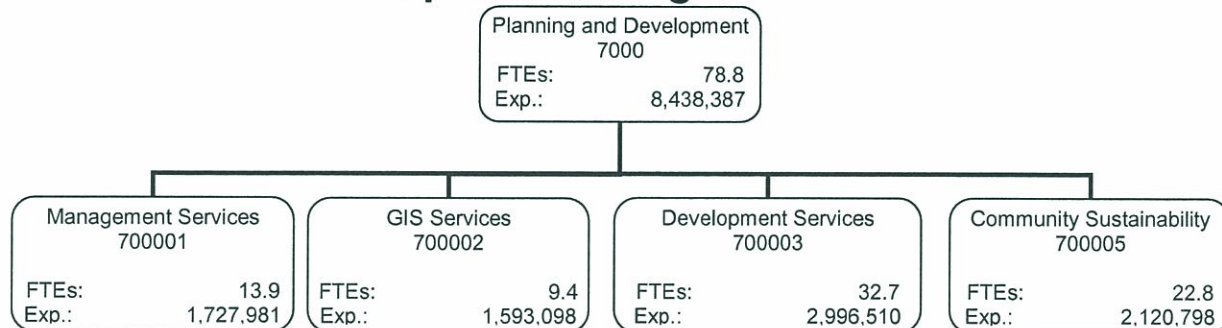 Planning and Development
7000
FTEs: 78.8
Exp.: 8,438,387
Management Services
700001
FTEs: 13.9
Exp.: 1,727,981
GIS Services
700002
FTEs: 9.4
Exp.: 1,593,098
Development Services
700003
FTEs: 32.7
Exp.: 2,996,510
Community Sustainability
700005
FTEs: 22.8
Exp.: 2,120,798